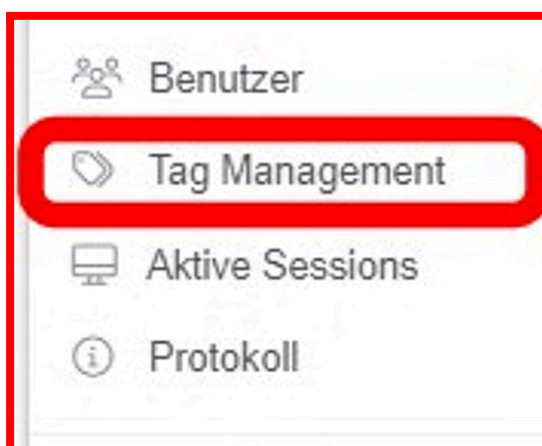 Benutzer
Tag Management
Aktive Sessions
Protokoll